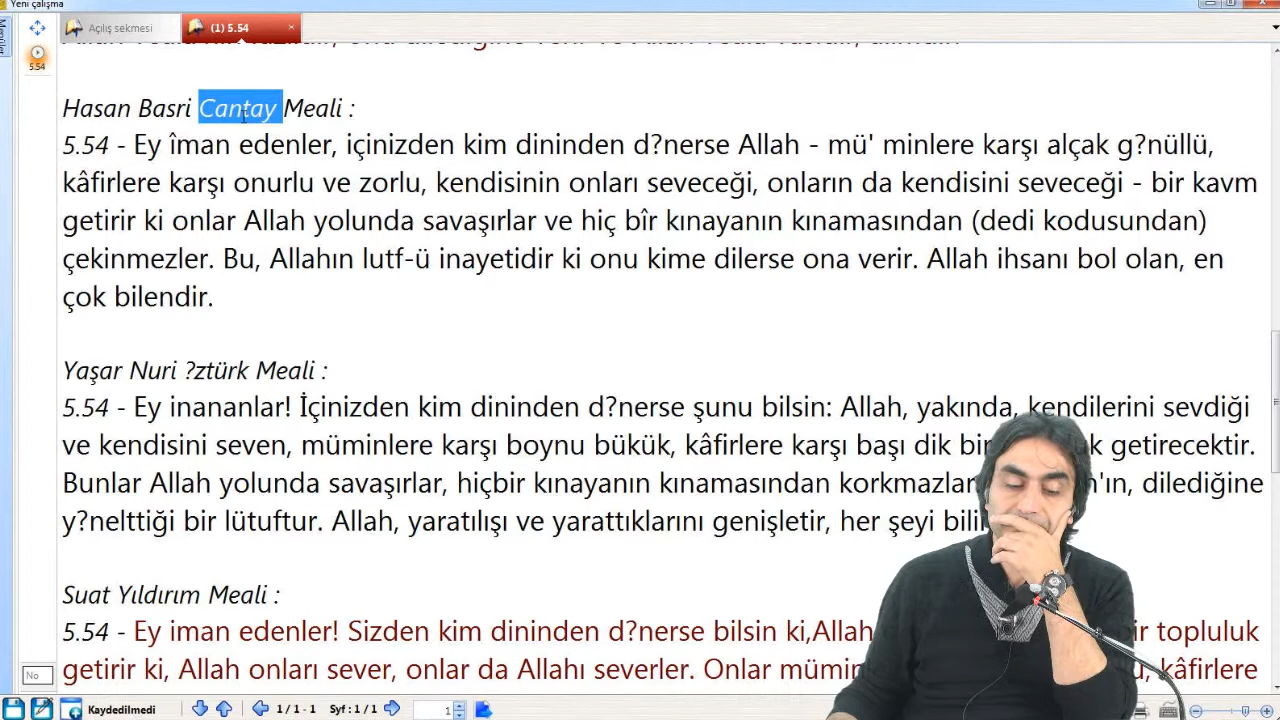 Yeni çalışma
Menüler
Açılış sekmesi
(1) 5.54
5.54
Hasan Basri Cantay Meali :
5.54 - Ey îman edenler, içinizden kim dininden d?nerse Allah - mü' minlere karşı alçak g?nüllü,
kâfirlere karşı onurlu ve zorlu, kendisinin onları seveceği, onların da kendisini seveceği - bir kavm
getirir ki onlar Allah yolunda savaşırlar ve hiç bîr kınayanın kınamasından (dedi kodusundan)
çekinmezler. Bu, Allahın lutf-ü inayetidir ki onu kime dilerse ona verir. Allah ihsanı bol olan, en
çok bilendir.
Yaşar Nuri ?ztürk Meali :
5.54 - Ey inananlar! İçinizden kim dininden d?nerse şunu bilsin: Allah, yakında, kendilerini sevdiği
ve kendisini seven, müminlere karşı boynu bükük, kâfirlere karşı başı dik bir getirecektir.
Bunlar Allah yolunda savaşırlar, hiçbir kınayanın kınamasından korkmazlar dilediğine
y?nelttiği bir lütuftur. Allah, yaratılışı ve yarattıklarını genişletir, her şeyi
Suat Yıldırım Meali :
5.54 - Ey iman edenler! Sizden kim dininden d?nerse bilsin ki,Allah bir topluluk
getirir ki, Allah onları sever, onlar da Allahı severler. Onlar kâfirlere
No
Kaydedilmedi
1 / 1 - 1
Syf : 1 / 1
1